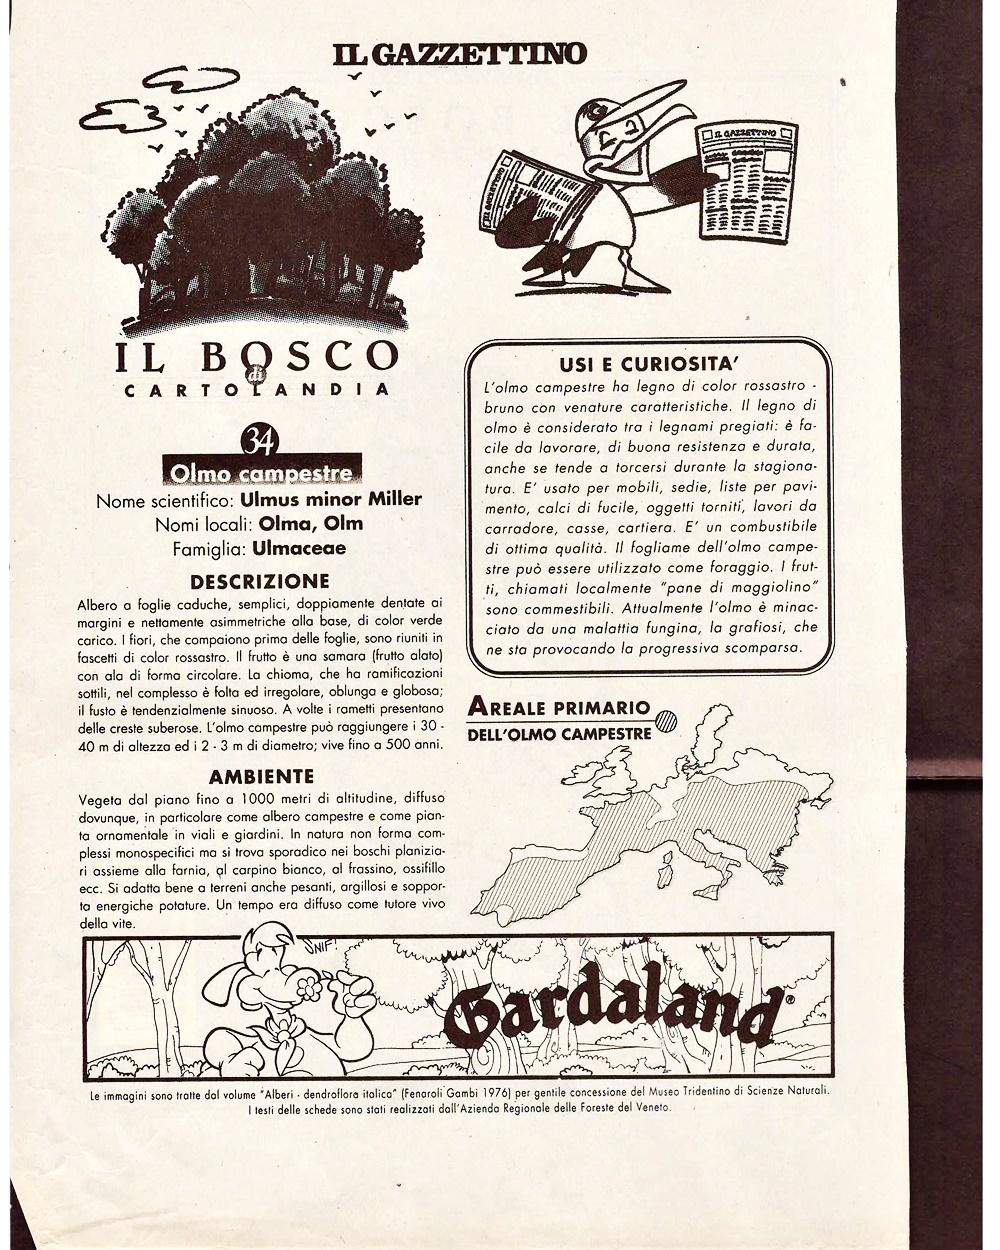 IL GAZZETTINO
IL GAZZETTINO
IL GAZZETTINO
IL BOSCO
di
CARTOLANDIA
34
Olmo campestre
Nome scientifico: Ulmus minor Miller
Nomi locali: Olma, Olm
Famiglia: Ulmaceae
DESCRIZIONE
Albero a foglie caduche, semplici, doppiamente dentate ai
margini e nettamente asimmetriche alla base, di color verde
carico. I fiori, che compaiono prima delle foglie, sono riuniti in
fascetti di color rossastro. Il frutto è una samara (frutto alato)
con ala di forma circolare. La chioma, che ha ramificazioni
sottili, nel complesso è folta ed irregolare, oblunga e globosa;
il fusto è tendenzialmente sinuoso. A volte i rametti presentano
delle creste suberose. L'olmo campestre può raggiungere i 30 -
40 m di altezza ed i 2 - 3 m di diametro; vive fino a 500 anni.
AMBIENTE
Vegeta dal piano fino a 1000 metri di altitudine, diffuso
dovunque, in particolare come albero campestre e come pian-
ta ornamentale in viali e giardini. In natura non forma com-
plessi monospecifici ma si trova sporadico nei boschi planizia-
ri assieme alla farnia, al carpino bianco, al frassino, ossifillo
ecc. Si adatta bene a terreni anche pesanti, argillosi e soppor-
ta energiche potature. Un tempo era diffuso come tutore vivo
della vite.
USI E CURIOSITA'
L'olmo campestre ha legno di color rossastro -
bruno con venature caratteristiche. Il legno di
olmo è considerato tra i legnami pregiati: è fa-
cile da lavorare, di buona resistenza e durata,
anche se tende a torcersi durante la stagiona-
tura. E' usato per mobili, sedie, liste per pavi-
mento, calci di fucile, oggetti torniti, lavori da
carradore, casse, cartiera. E' un combustibile
di ottima qualità. Il fogliame dell'olmo campe-
stre può essere utilizzato come foraggio. I frut-
ti, chiamati localmente "pane di maggiolino"
sono commestibili. Attualmente l'olmo è minac-
ciato da una malattia fungina, la grafiosi, che
ne sta provocando la progressiva scomparsa.
AREALE PRIMARIO
DELL'OLMO CAMPESTRE
SNIF!
Gardaland®
Le immagini sono tratte dal volume "Alberi - dendroflora italica" (Fenaroli Gambi 1976) per gentile concessione del Museo Tridentino di Scienze Naturali.
I testi delle schede sono stati realizzati dall'Azienda Regionale delle Foreste del Veneto.